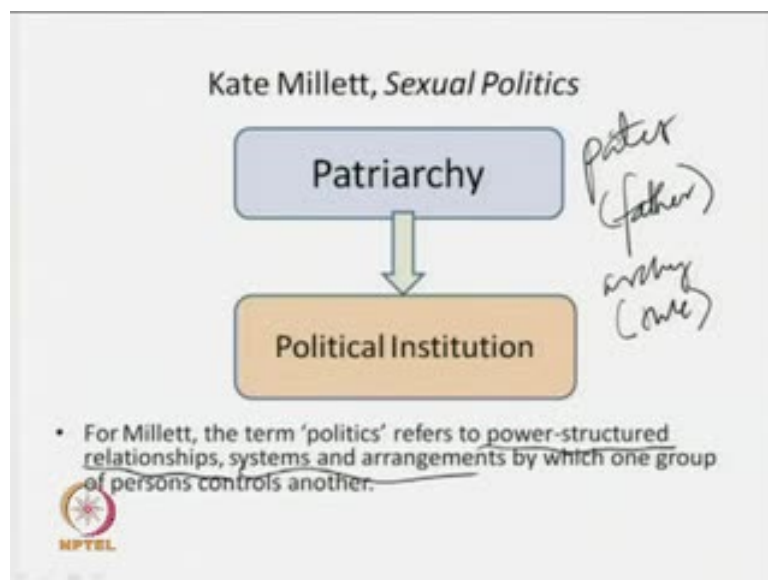 Kate Millett, Sexual Politics
Patriarchy
pater
(father)
archy
(rule)
Political Institution
• For Millett, the term ‘politics’ refers to power-structured
relationships, systems and arrangements by which one group
of persons controls another.
NPTEL